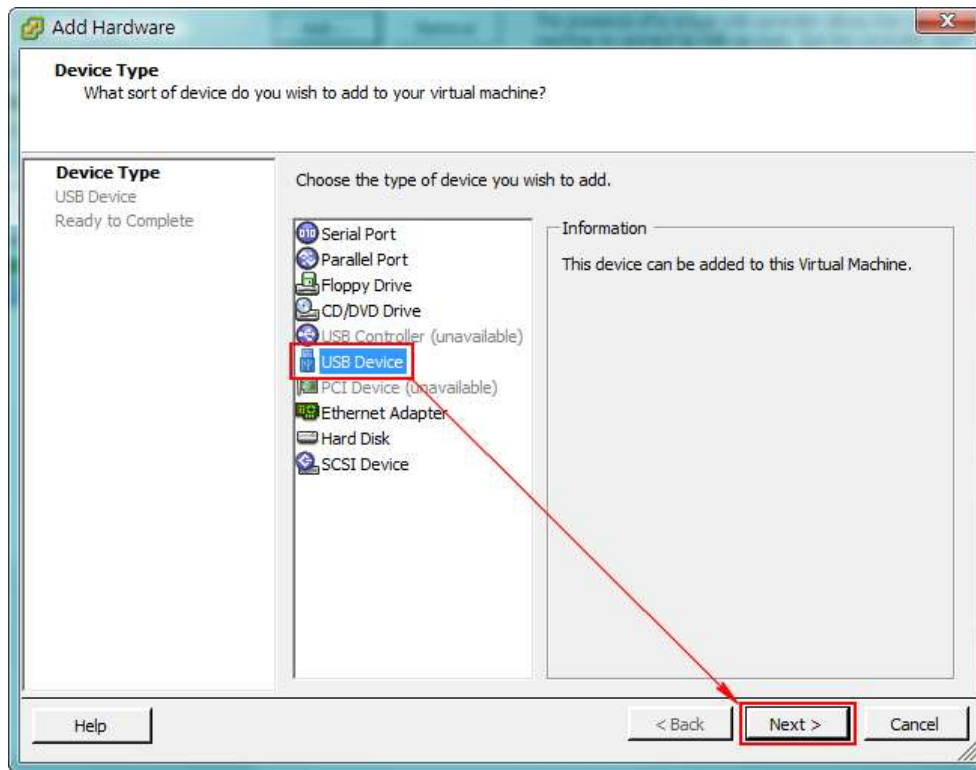 Add Hardware
Device Type
What sort of device do you wish to add to your virtual machine?
Device Type
USB Device
Ready to Complete
Choose the type of device you wish to add.
Serial Port
Parallel Port
Floppy Drive
CD/DVD Drive
USB Controller (unavailable)
USB Device
PCI Device (unavailable)
Ethernet Adapter
Hard Disk
SCSI Device
Information
This device can be added to this Virtual Machine.
Help
< Back
Next >
Cancel